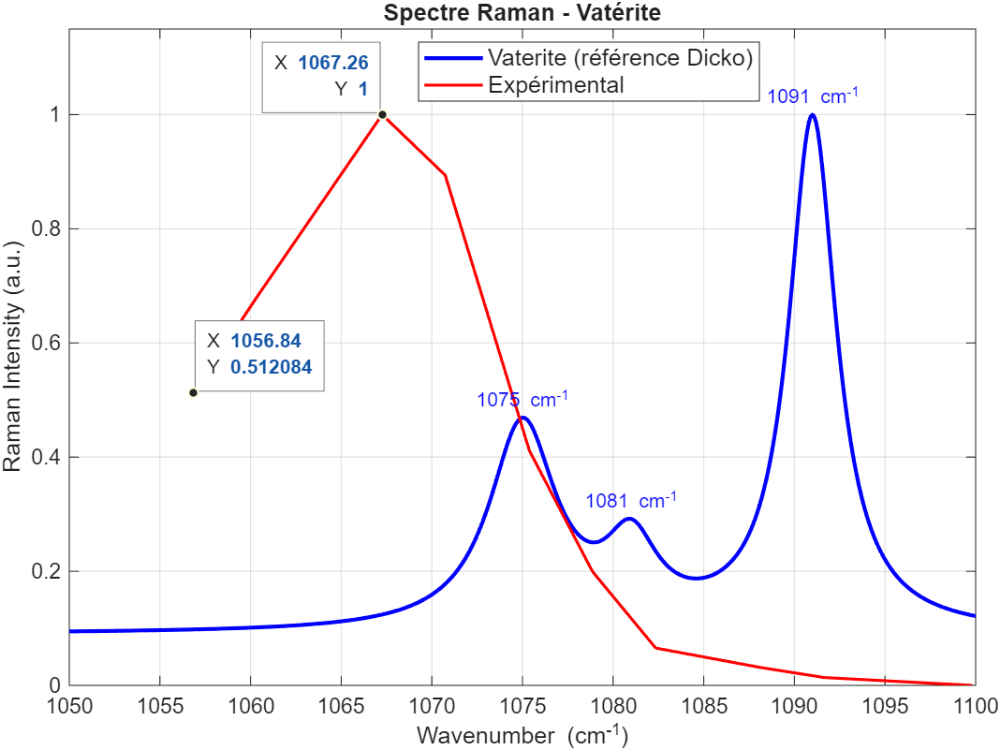 Spectre Raman - Vatérite
X 1067.26
Y 1
Vaterite (référence Dicko)
Expérimental
1091 cm⁻¹
X 1056.84
Y 0.512084
1075 cm⁻¹
1081 cm⁻¹
Raman Intensity (a.u.)
1
0.8
0.6
0.4
0.2
0
1050 1055 1060 1065 1070 1075 1080 1085 1090 1095 1100
Wavenumber (cm⁻¹)